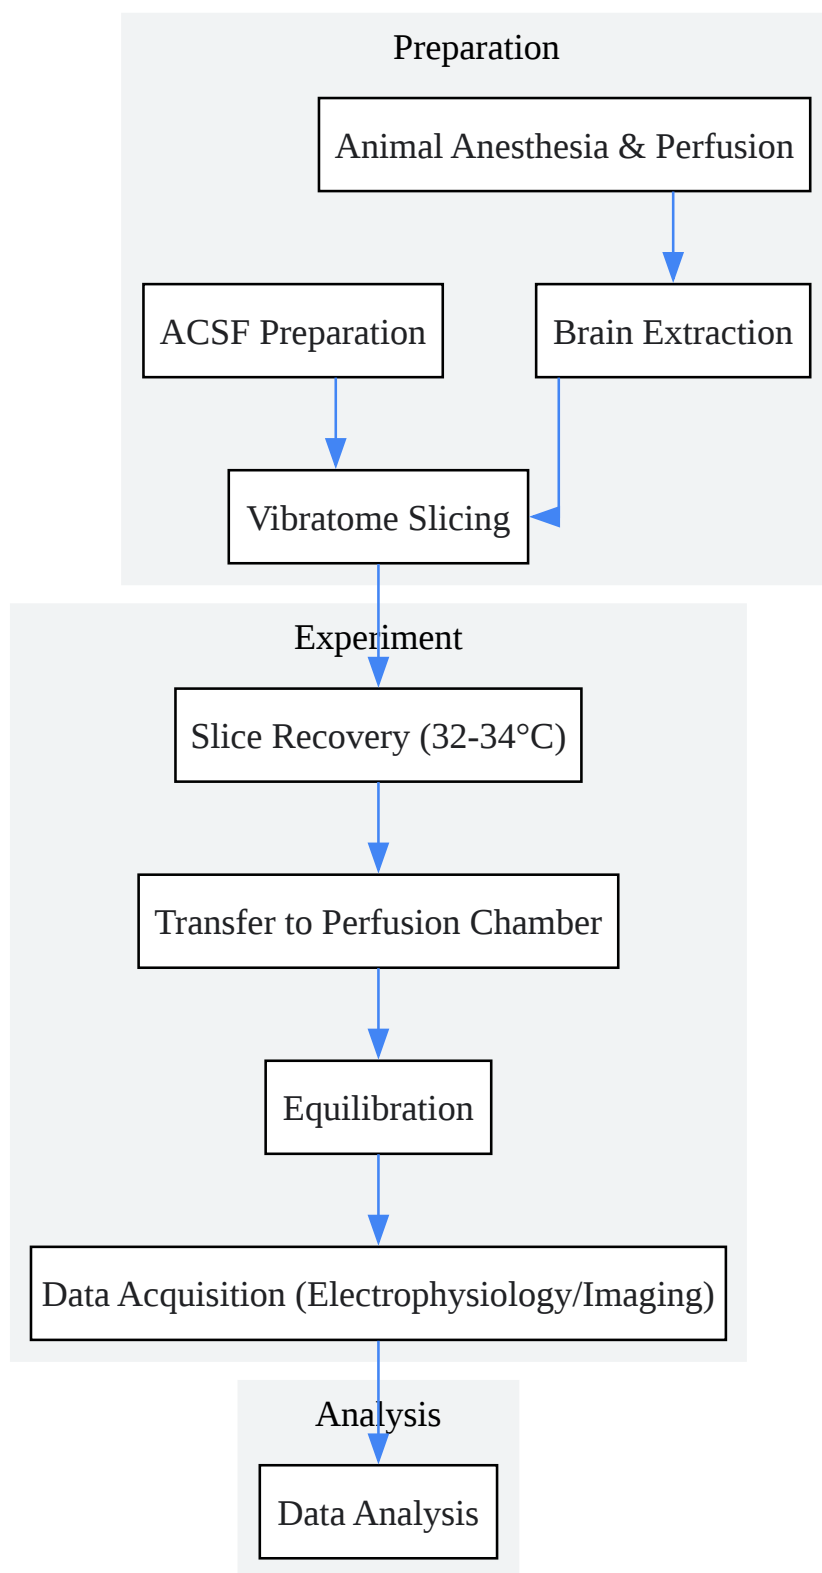 Preparation
Animal Anesthesia & Perfusion
ACSF Preparation
Brain Extraction
Vibratome Slicing
Experiment
Slice Recovery (32-34°C)
Transfer to Perfusion Chamber
Equilibration
Data Acquisition (Electrophysiology/Imaging)
Analysis
Data Analysis